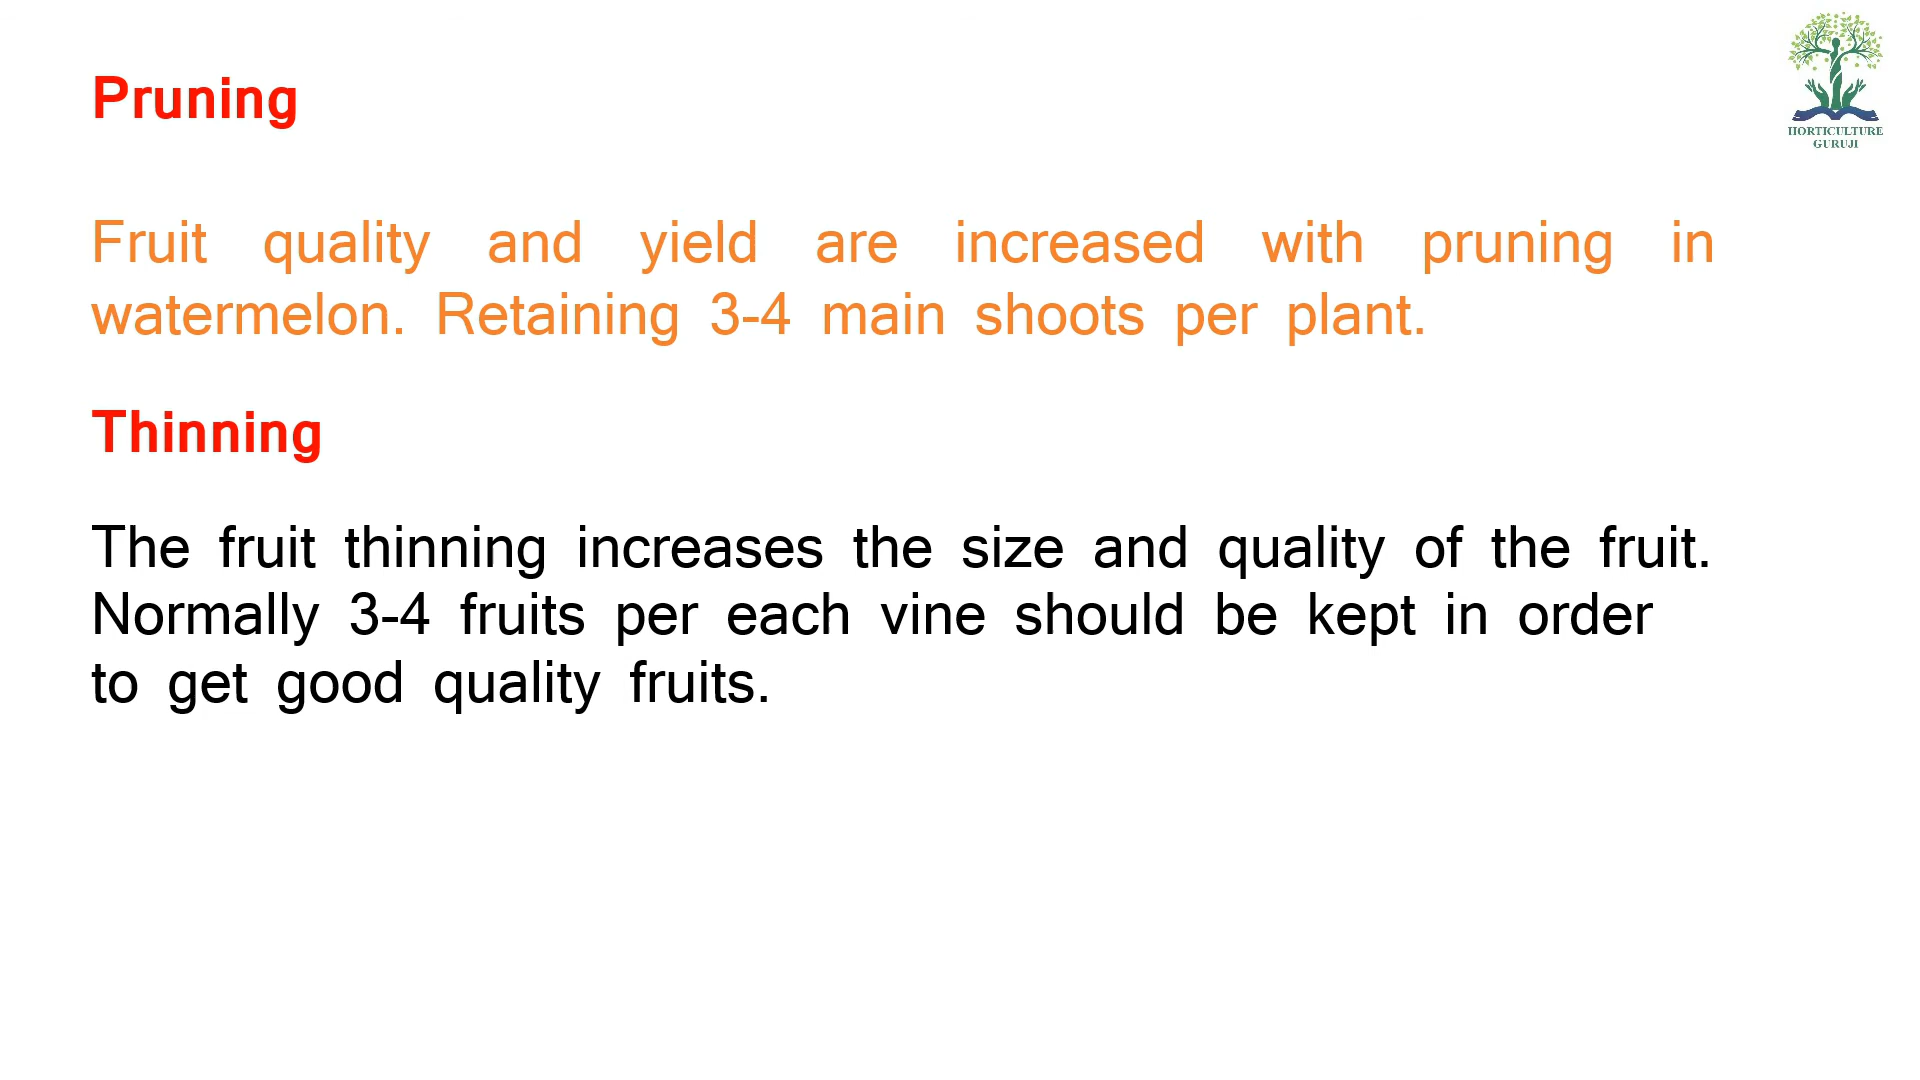 HORTICULTURE
GURUJI
Pruning
Fruit quality and yield are increased with pruning in
watermelon. Retaining 3-4 main shoots per plant.
Thinning
The fruit thinning increases the size and quality of the fruit.
Normally 3-4 fruits per each vine should be kept in order
to get good quality fruits.